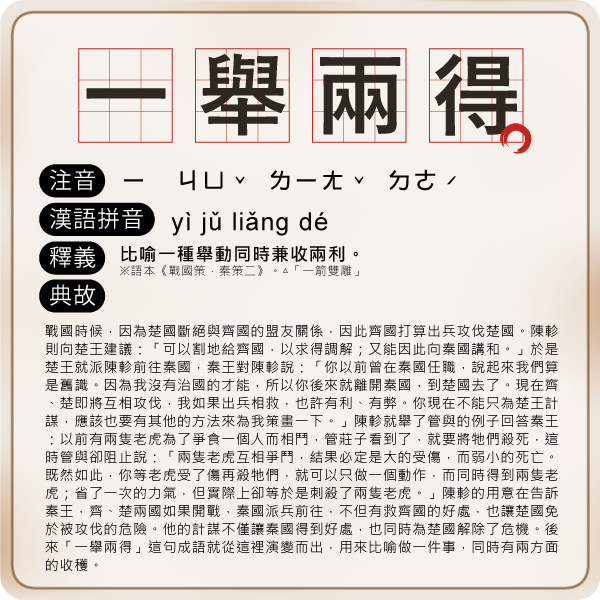 一舉兩得
注音 ㄧ ㄐㄩˇ ㄌㄧㄤˇ ㄉㄜˊ
漢語拼音 yì jǔ liǎng dé
釋義 比喻一種舉動同時兼收兩利。
※語本《戰國策．秦策二》。△「一箭雙雕」
典故
戰國時候，因為楚國斷絕與齊國的盟友關係，因此齊國打算出兵攻伐楚國。陳軫
則向楚王建議：「可以割地給齊國，以求得調解；又能因此向秦國講和。」於是
楚王就派陳軫前往秦國，秦王對陳軫說：「你以前曾在秦國任職，說起來我們算
是舊識。因為我沒有治國的才能，所以你後來就離開秦國，到楚國去了。現在齊
、楚即將互相攻伐，我如果出兵相救，也許有利、有弊。你現在不能只為楚王計
謀，應該也要有其他的方法來為我策畫一下。」陳軫就舉了管與的例子回答秦王
：以前有兩隻老虎為了爭食一個人而相鬥，管莊子看到了，就要將牠們殺死，這
時管與卻阻止說：「兩隻老虎互相爭鬥，結果必定是大的受傷，而弱小的死亡。
既然如此，你等老虎受了傷再殺牠們，就可以只做一個動作，而同時得到兩隻老
虎；省了一次的力氣，但實際上卻等於是刺殺了兩隻老虎。」陳軫的用意在告訴
秦王，齊、楚兩國如果開戰，秦國派兵前往，不但有救齊國的好處，也讓楚國免
於被攻伐的危險。他的計謀不僅讓秦國得到好處，也同時為楚國解除了危機。後
來「一舉兩得」這句成語就從這裡演變而出，用來比喻做一件事，同時有兩方面
的收穫。